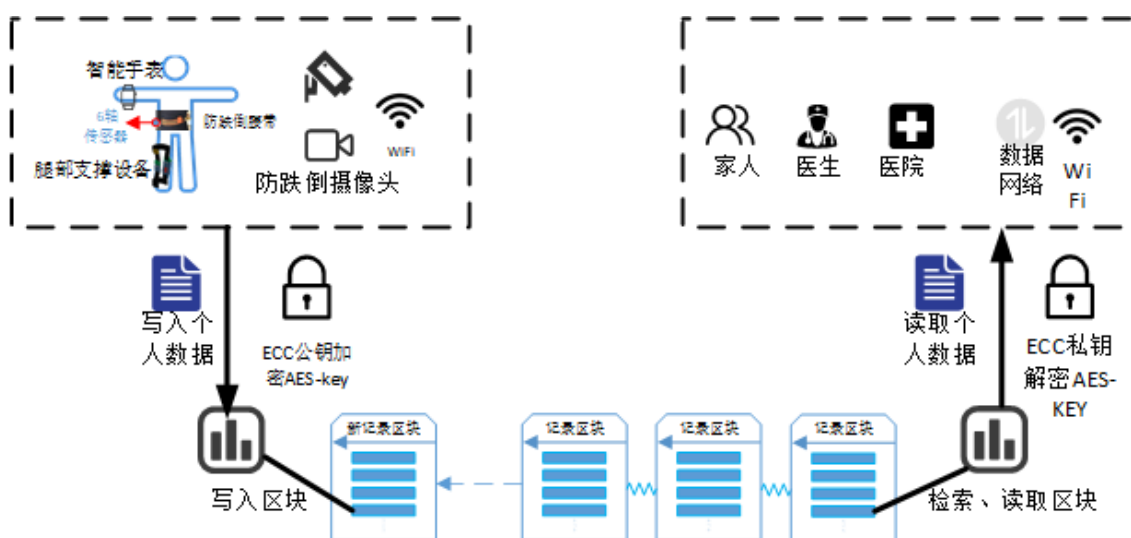 智能手表
6轴
传感器
防跌倒腰带
腿部支撑设备
WIFI
防跌倒摄像头
家人
医生
医院
数据
网络
Wi
Fi
写入个
人数据
ECC公钥加
密AES-key
读取个
人数据
ECC私钥
解密AES-
KEY
写入区块
新记录区块
记录区块
记录区块
记录区块
检索、读取区块